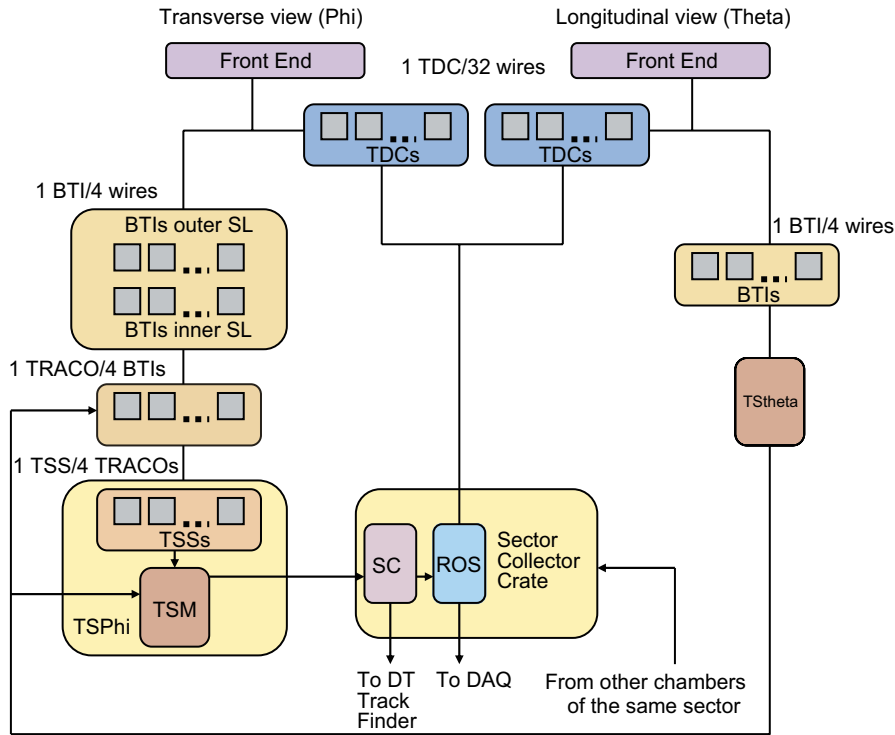 Transverse view (Phi)
Longitudinal view (Theta)
Front End
1 TDC/32 wires
Front End
TDCs
TDCs
1 BTI/4 wires
BTIs outer SL
BTIs inner SL
1 BTI/4 wires
BTIs
1 TRACO/4 BTIs
TStheta
1 TSS/4 TRACOs
TSSs
TSM
TSPhi
SC
ROS
Sector
Collector
Crate
To DT
Track
Finder
To DAQ
From other chambers
of the same sector